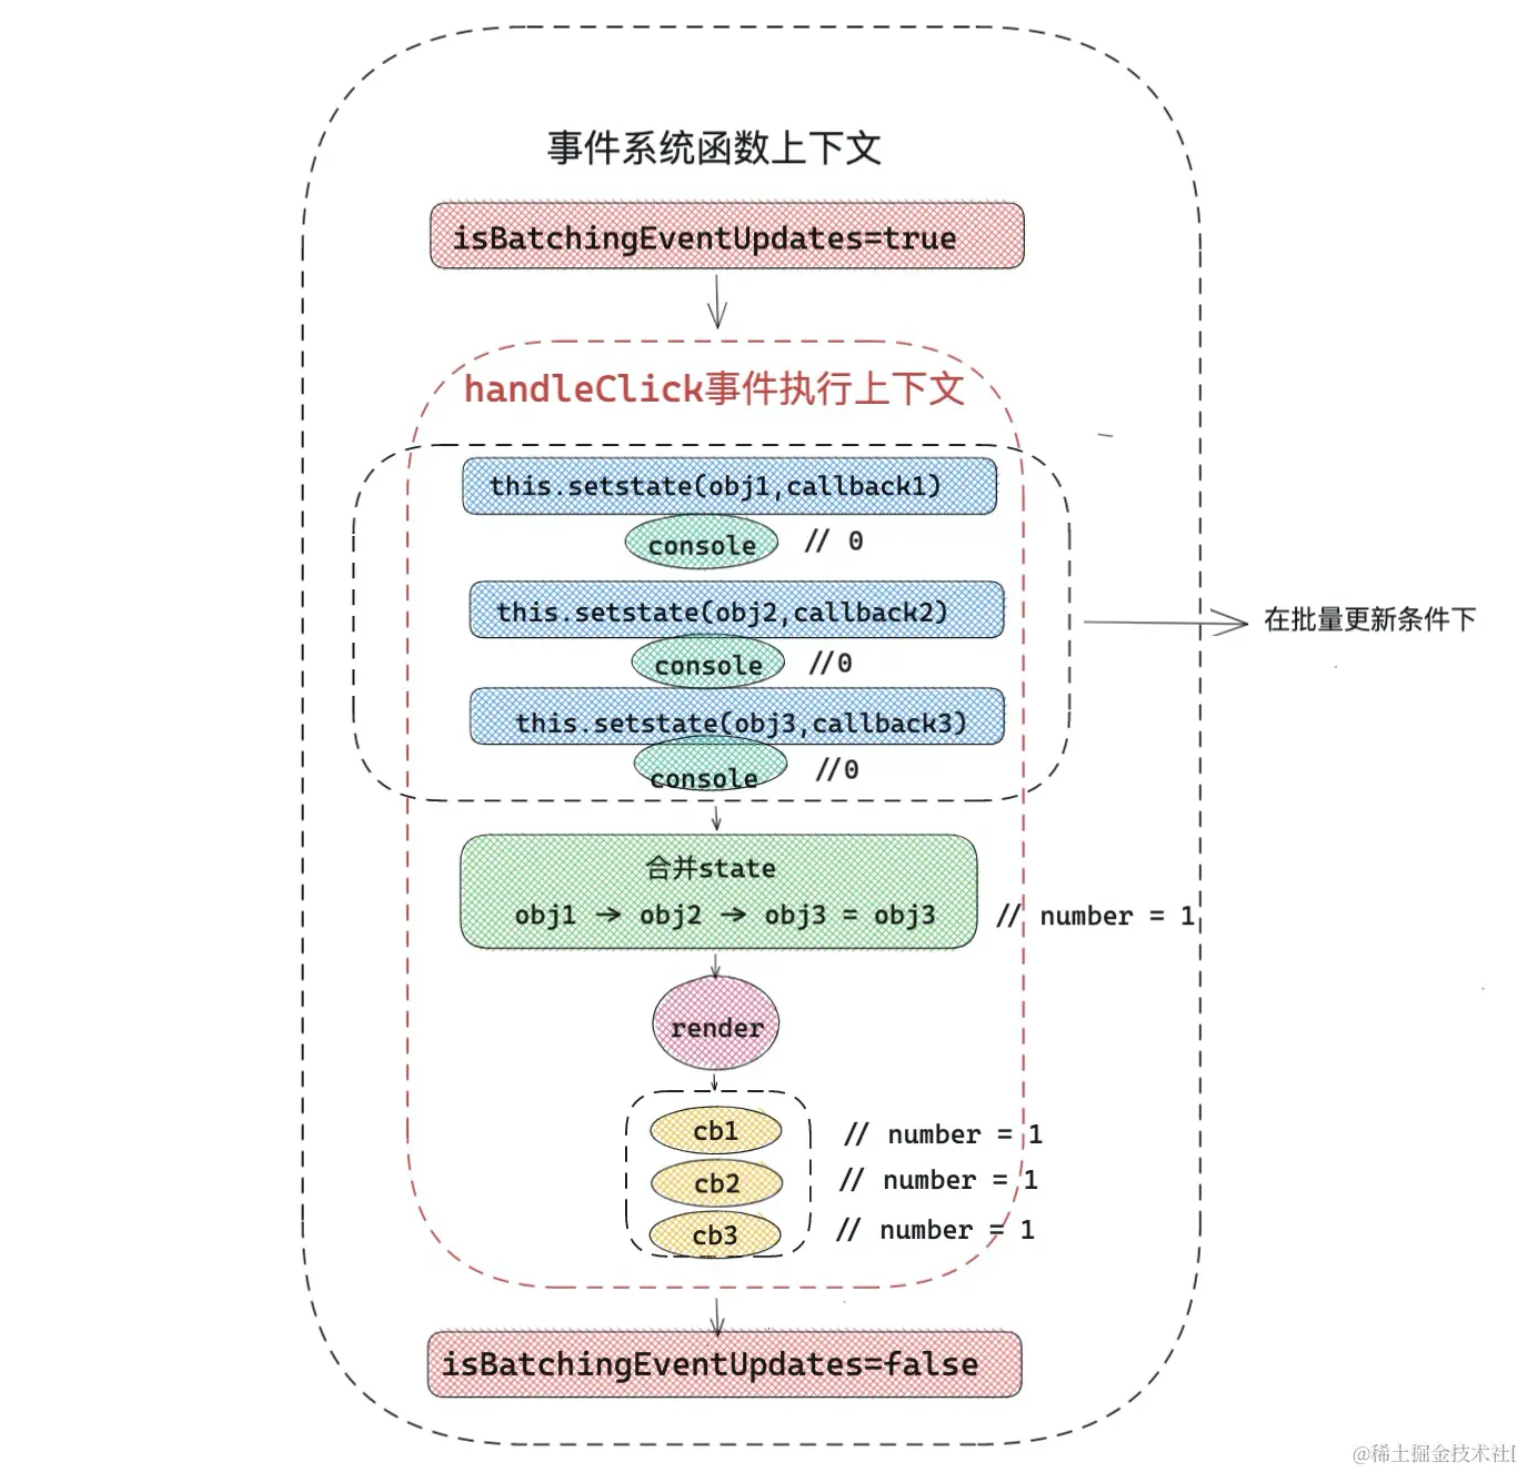 事件系统函数上下文
isBatchingEventUpdates=true
handleClick事件执行上下文
this.setstate(obj1,callback1)
console // 0
this.setstate(obj2,callback2)
在批量更新条件下
console //0
this.setstate(obj3,callback3)
console //0
合并state
obj1 → obj2 → obj3 = obj3 // number = 1
render
cb1 // number = 1
cb2 // number = 1
cb3 // number = 1
isBatchingEventUpdates=false
@稀土掘金技术社